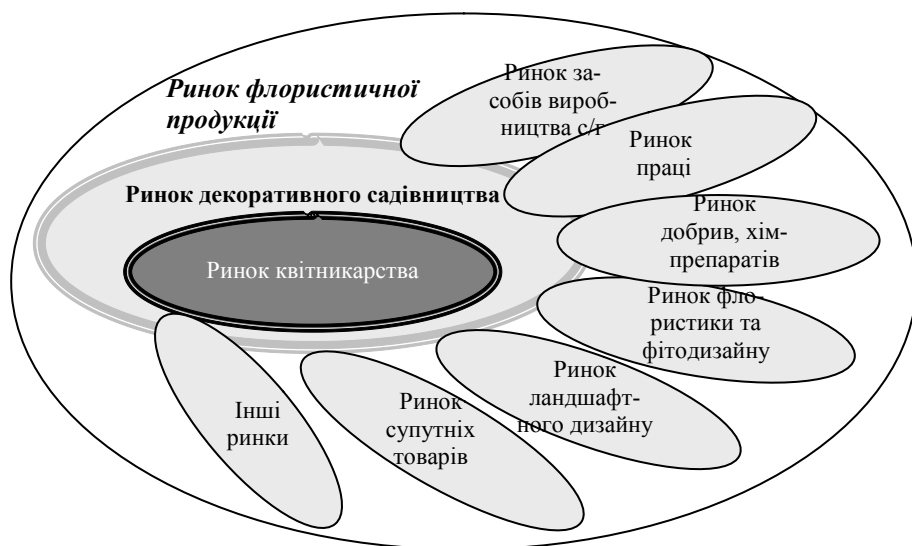 Ринок флористичної
продукції
Ринок за-
собів вироб-
ництва с/г
Ринок
праці
Ринок декоративного садівництва
Ринок
добрив, хім-
препаратів
Ринок квітникарства
Ринок фло-
ристики та
фітодизайну
Ринок
ландшафт-
ного дизайну
Ринок
супутніх
товарів
Інші
ринки